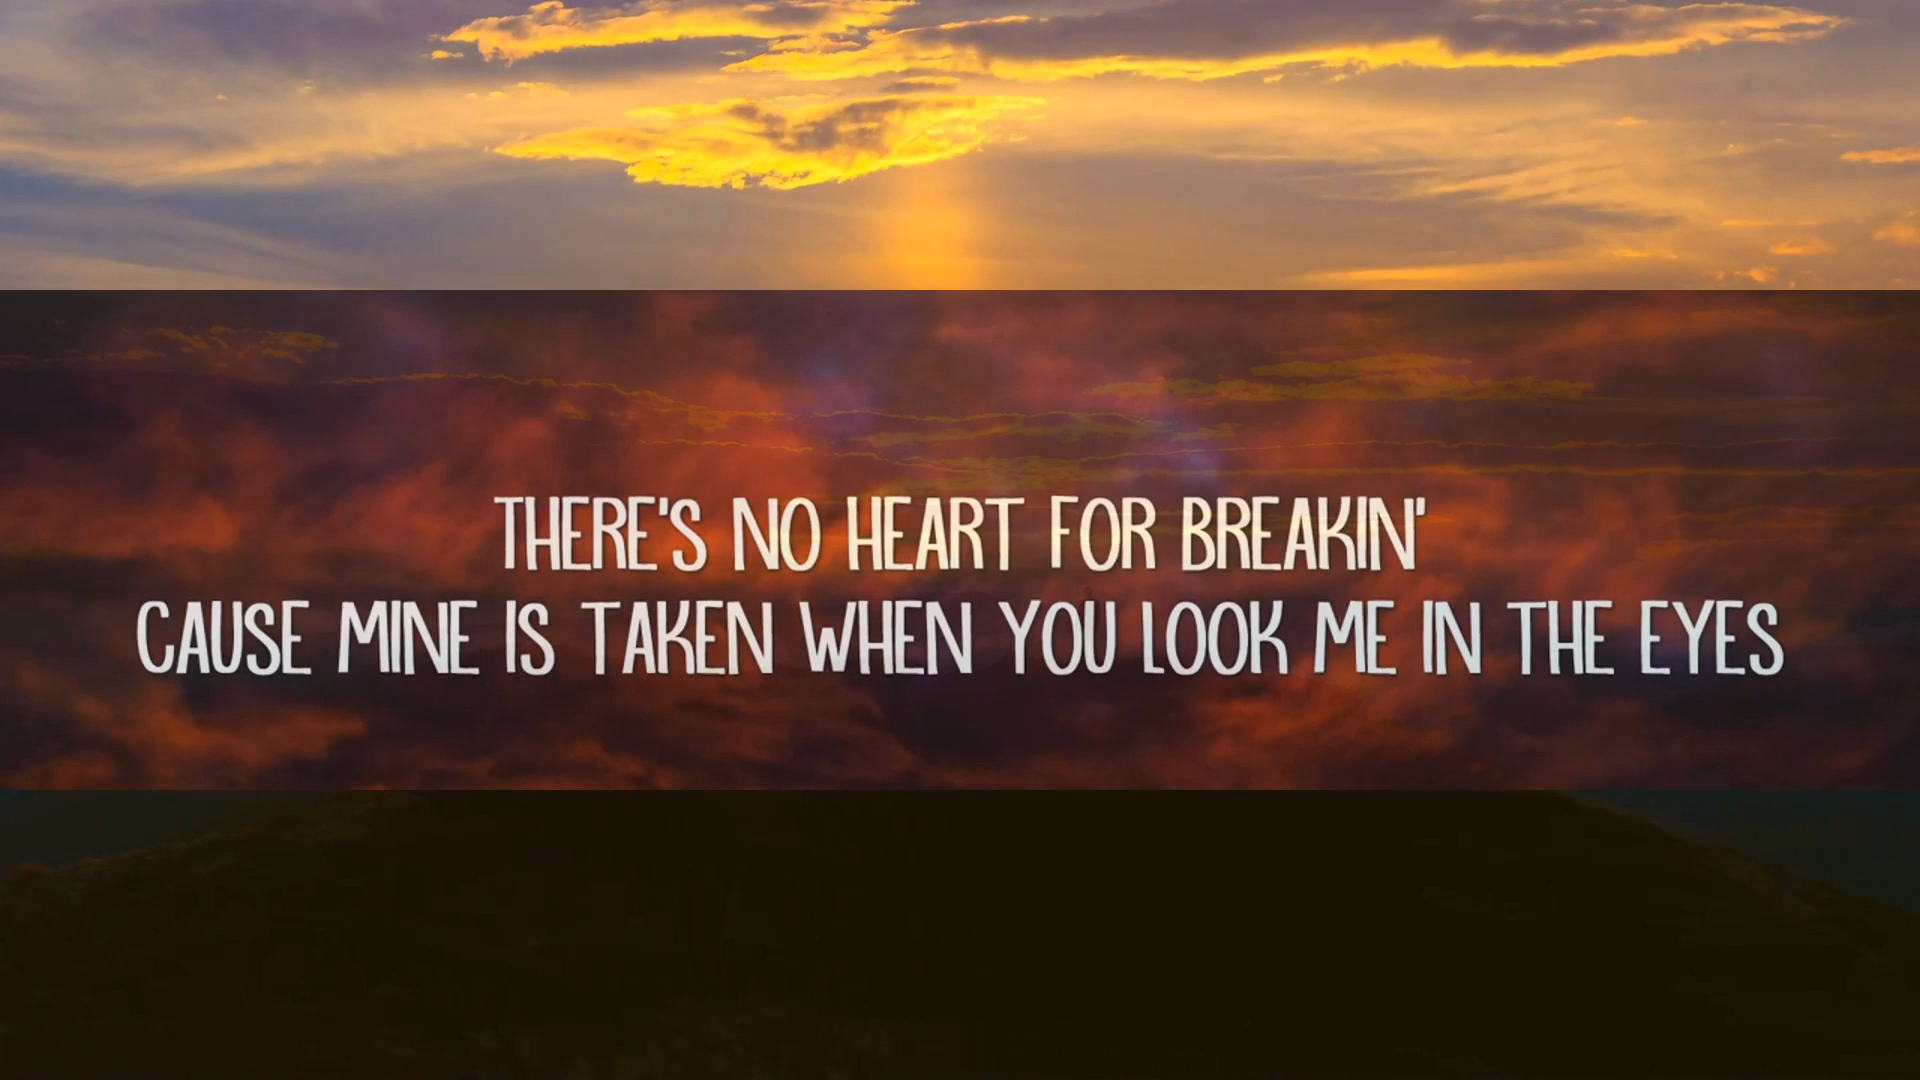 THERE'S NO HEART FOR BREAKIN'
CAUSE MINE IS TAKEN WHEN YOU LOOK ME IN THE EYES